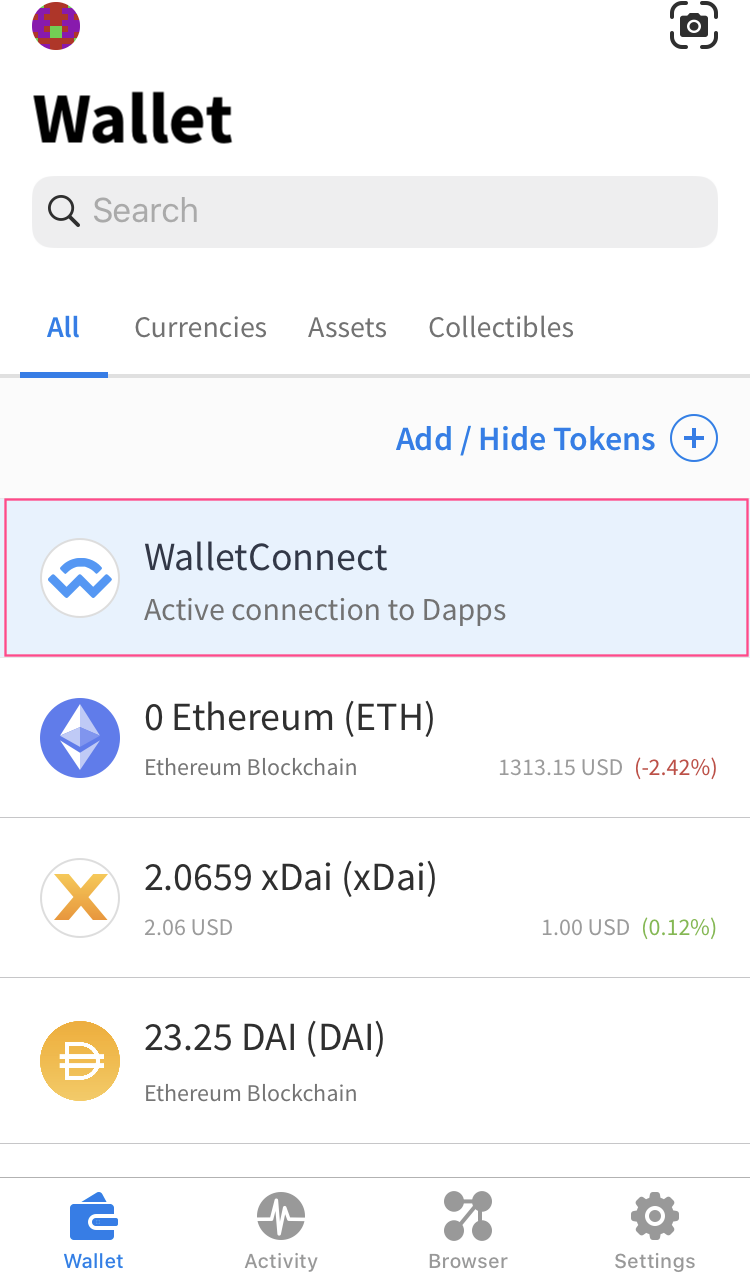 Wallet
Search
All Currencies Assets Collectibles
Add / Hide Tokens
WalletConnect
Active connection to Dapps
0 Ethereum (ETH)
Ethereum Blockchain 1313.15 USD (-2.42%)
2.0659 xDai (xDai)
2.06 USD 1.00 USD (0.12%)
23.25 DAI (DAI)
Ethereum Blockchain
Wallet Activity Browser Settings